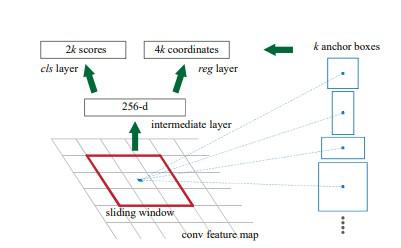 2k scores
4k coordinates
k anchor boxes
cls layer
reg layer
256-d
intermediate layer
sliding window
conv feature map